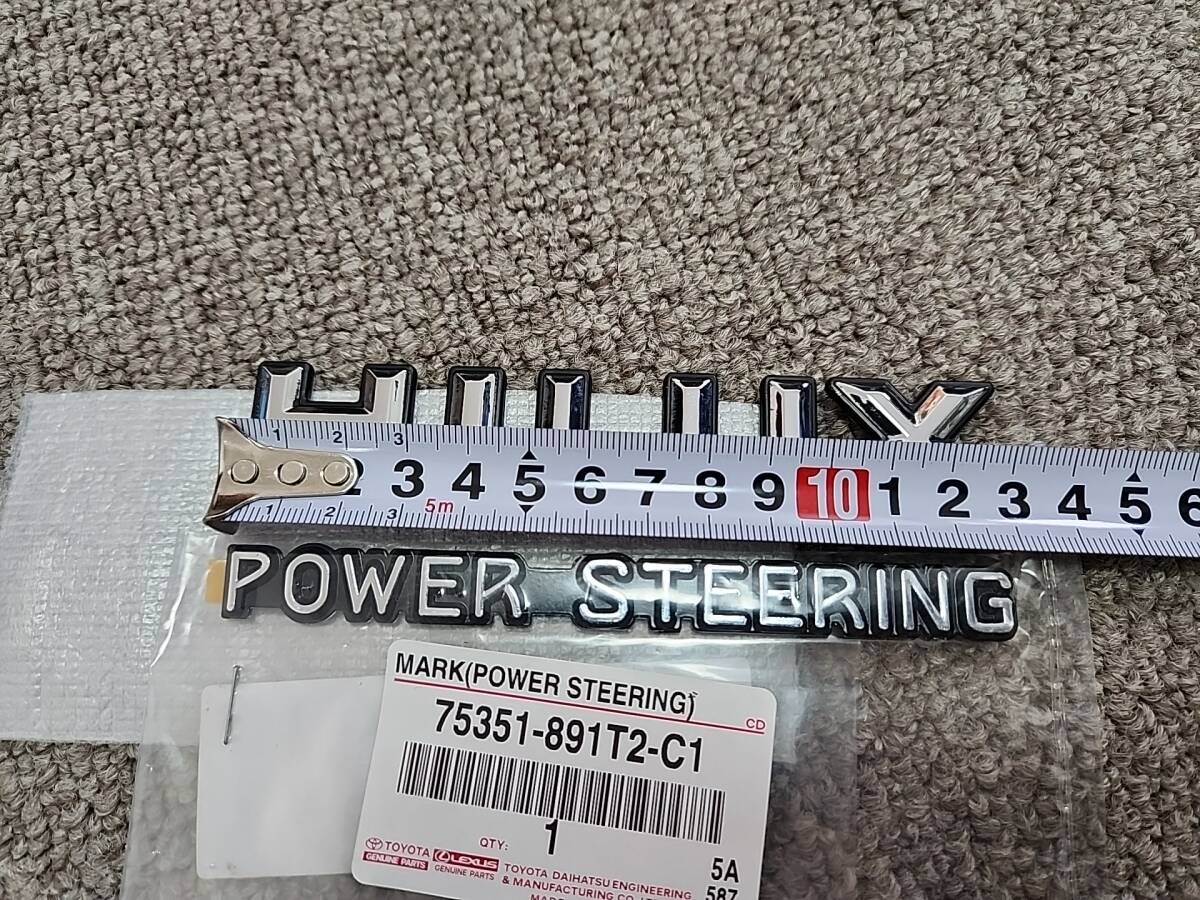 HILUX
1 2 3
2 3 4 5 6 7 8 9 10 1 2 3 4 5 6
1 2 3 5m
POWER STEERING
MARK(POWER STEERING)
CD
75351-891T2-C1
QTY: 1
5A
TOYOTA LEXUS TOYOTA DAIHATSU ENGINEERING
GENUINE PARTS GENUINE PARTS & MANUFACTURING CO.
587